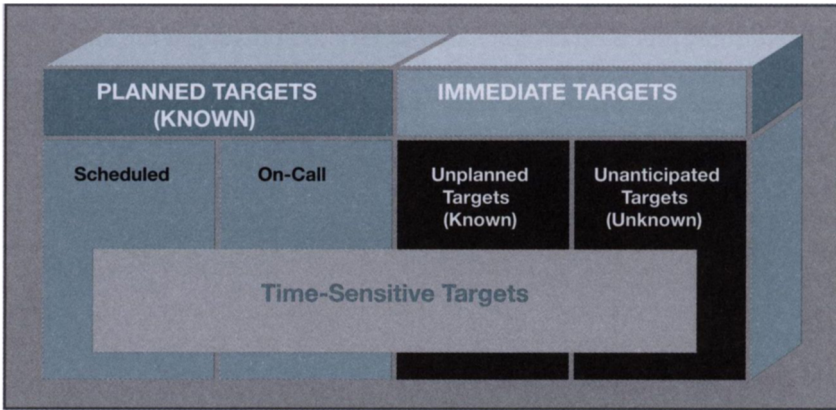 PLANNED TARGETS
(KNOWN)
IMMEDIATE TARGETS
Scheduled
On-Call
Unplanned
Targets
(Known)
Unanticipated
Targets
(Unknown)
Time-Sensitive Targets